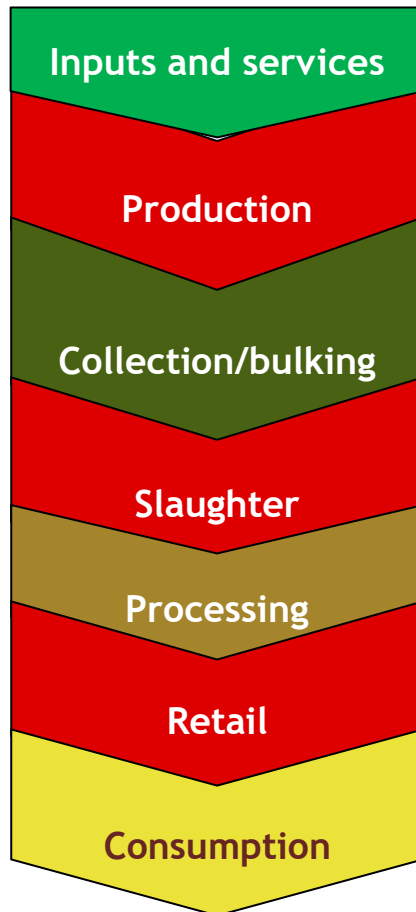 Inputs and services
Production
Collection/bulking
Slaughter
Processing
Retail
Consumption